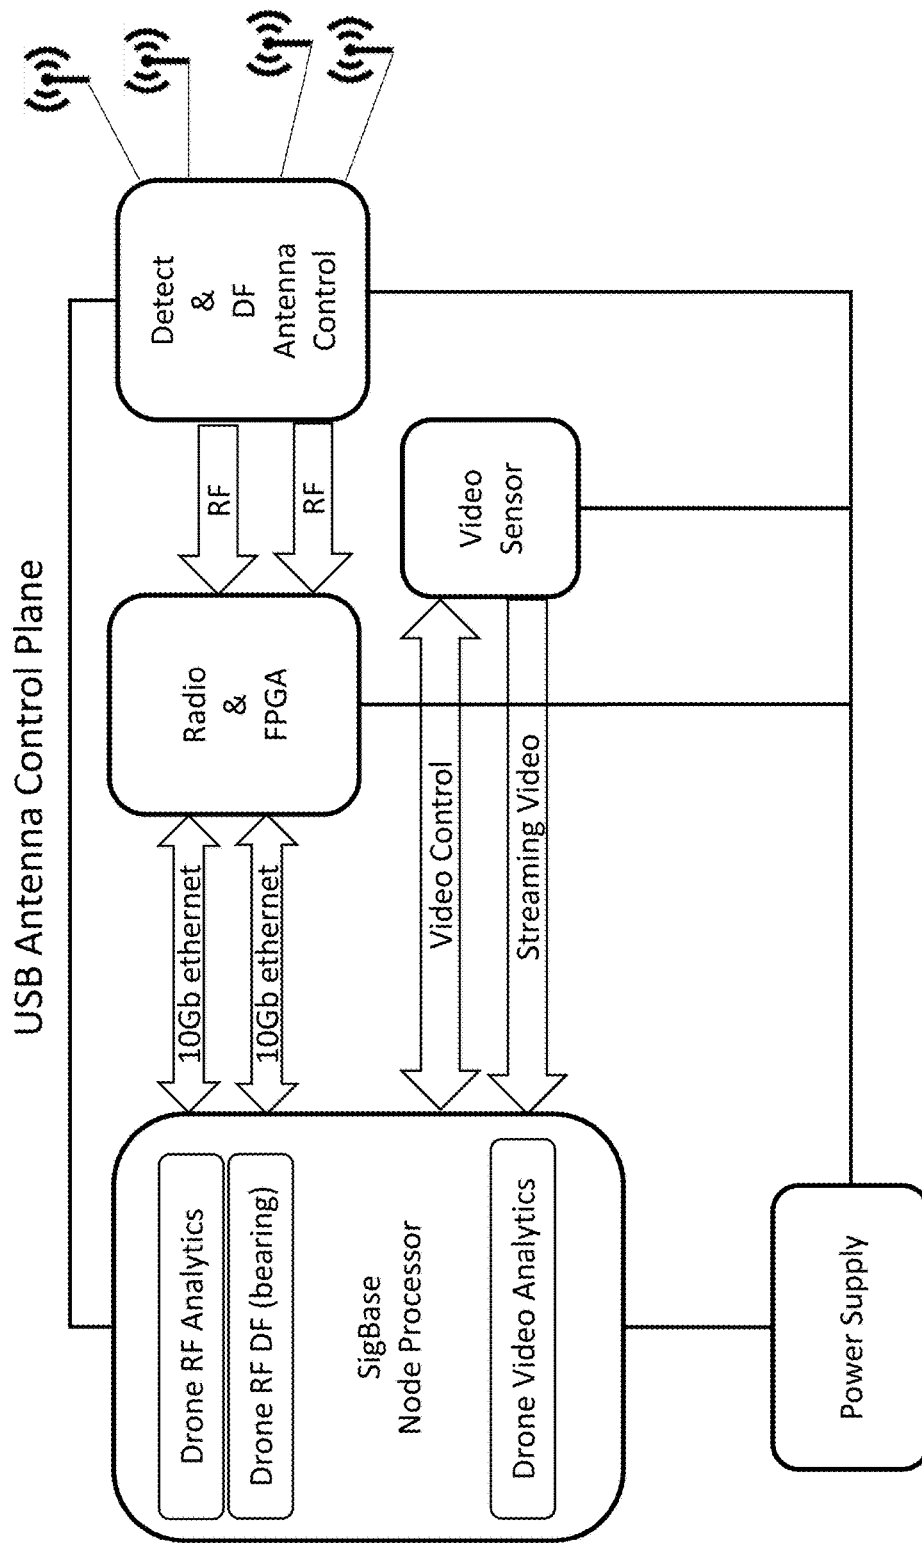 USB Antenna Control Plane
Drone RF Analytics
Drone RF DF (bearing)
SigBase
Node Processor
Drone Video Analytics
10Gb ethernet
10Gb ethernet
Radio
&
FPGA
RF
RF
Detect
&
DF
Antenna
Control
Video Control
Streaming Video
Video
Sensor
Power Supply